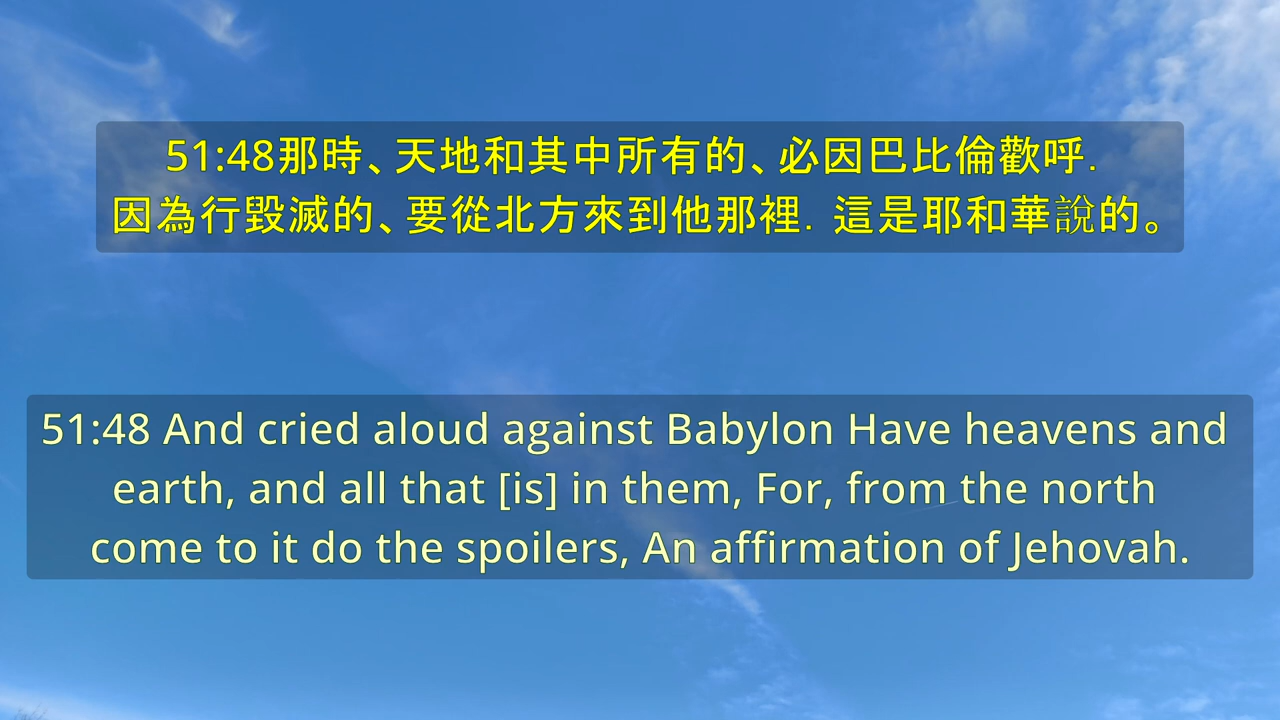 51:48那時、天地和其中所有的、必因巴比倫歡呼.
因為行毀滅的、要從北方來到他那裡. 這是耶和華說的。
51:48 And cried aloud against Babylon Have heavens and
earth, and all that [is] in them, For, from the north
come to it do the spoilers, An affirmation of Jehovah.